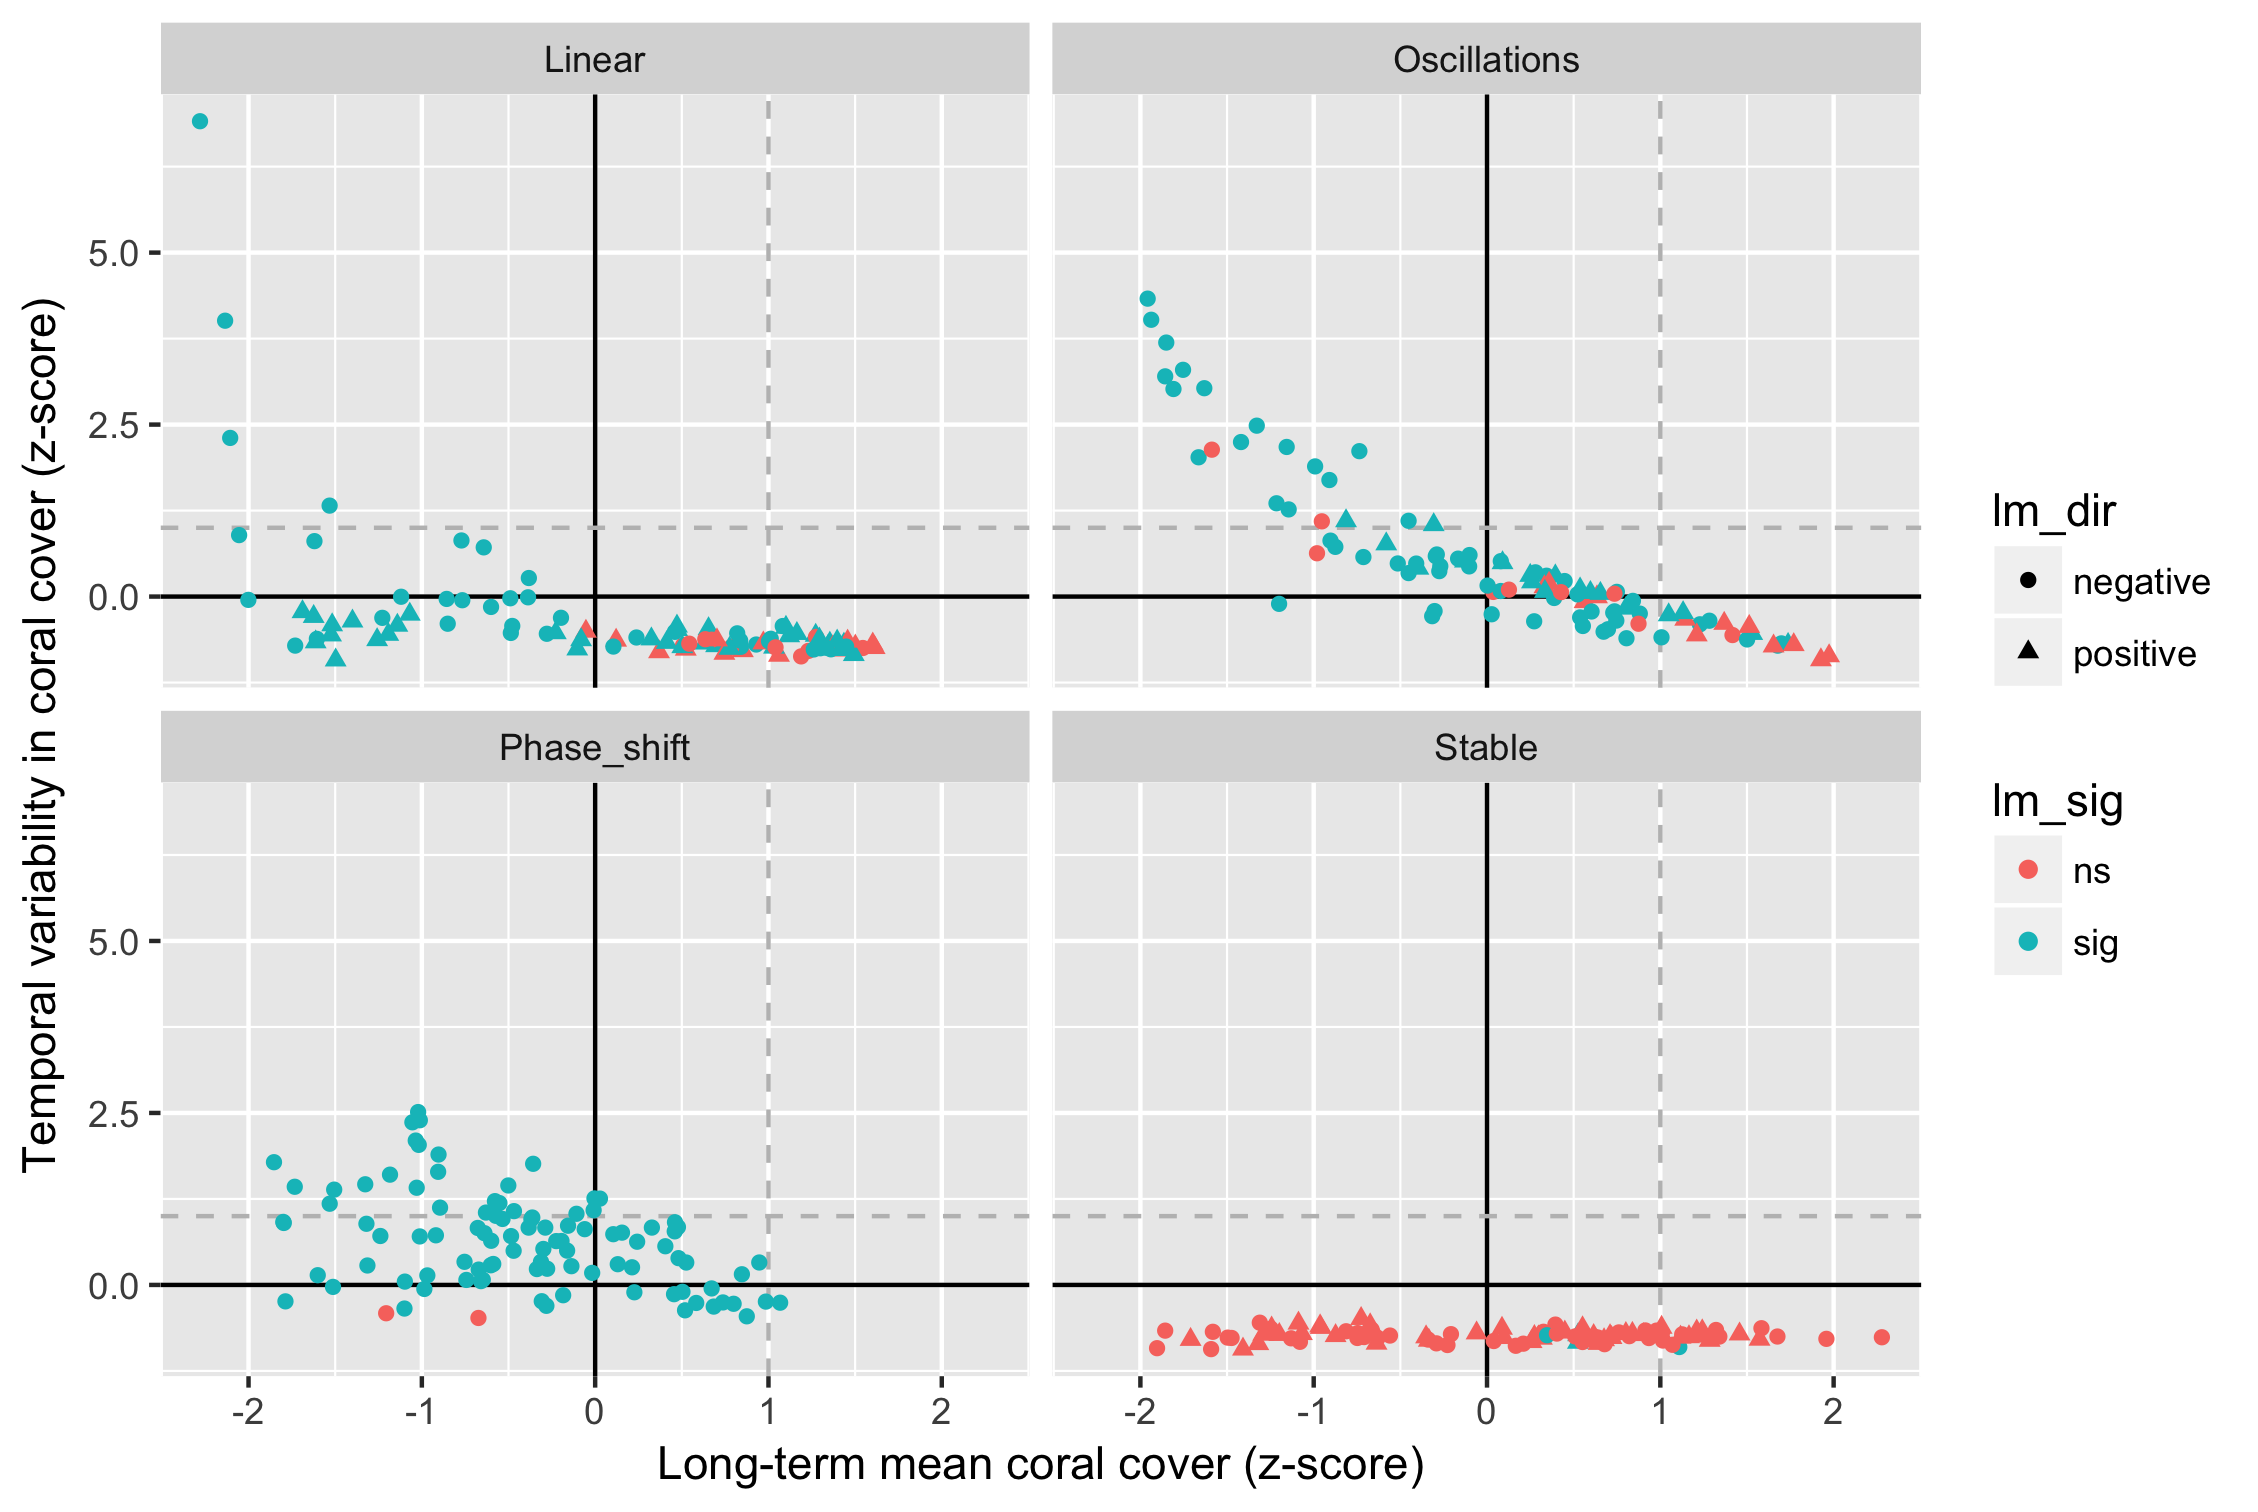 Linear
Oscillations
5.0
2.5
0.0
Phase_shift
Stable
5.0
2.5
0.0
-2
-1
0
1
2
-2
-1
0
1
2
Long-term mean coral cover (z-score)
Temporal variability in coral cover (z-score)
lm_dir
negative
positive
lm_sig
ns
sig